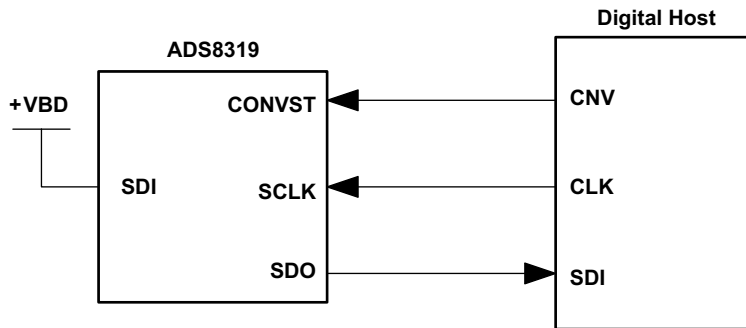 Digital Host
ADS8319
+VBD
CONVST
CNV
SDI
SCLK
CLK
SDO
SDI